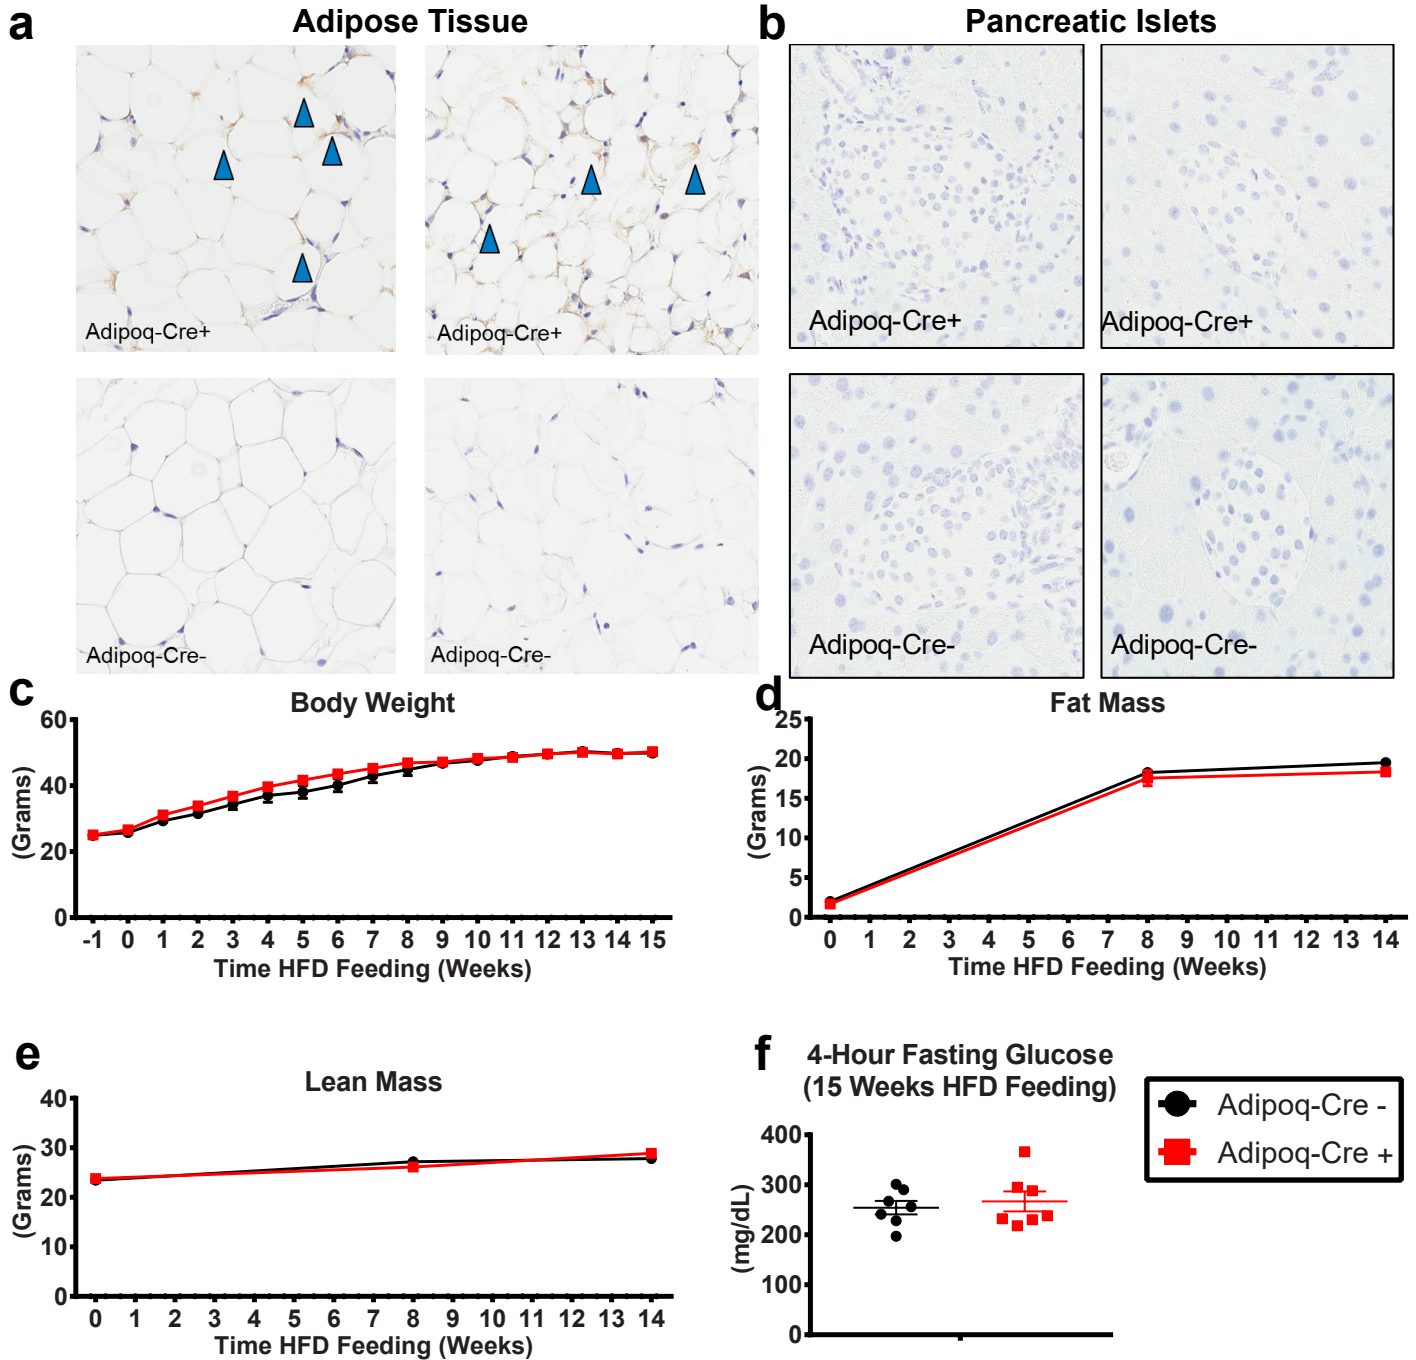 a
Adipose Tissue
Adipoq-Cre+
Adipoq-Cre+
Adipoq-Cre-
Adipoq-Cre-
b
Pancreatic Islets
Adipoq-Cre+
Adipoq-Cre+
Adipoq-Cre-
Adipoq-Cre-
c
Body Weight
(Grams)
60
40
20
0
-1 0 1 2 3 4 5 6 7 8 9 10 11 12 13 14 15
Time HFD Feeding (Weeks)
d
Fat Mass
(Grams)
25
20
15
10
5
0
0 1 2 3 4 5 6 7 8 9 10 11 12 13 14
Time HFD Feeding (Weeks)
e
Lean Mass
(Grams)
40
30
20
10
0
0 1 2 3 4 5 6 7 8 9 10 11 12 13 14
Time HFD Feeding (Weeks)
f
4-Hour Fasting Glucose
(15 Weeks HFD Feeding)
(mg/dL)
400
300
200
100
0
Adipoq-Cre -
Adipoq-Cre +